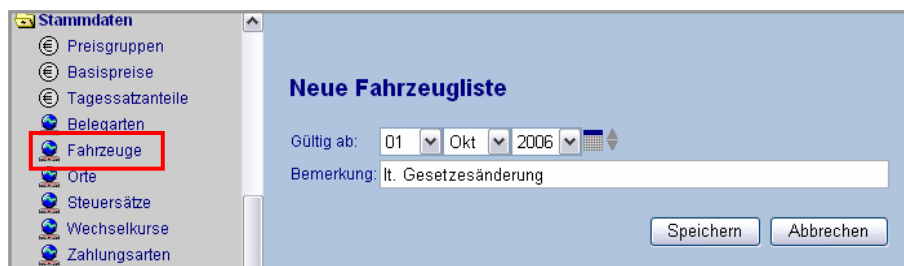 Stammdaten
Preisgruppen
Basispreise
Tagessatzanteile
Belegarten
Fahrzeuge
Orte
Steuersätze
Wechselkurse
Zahlungsarten
Neue Fahrzeugliste
Gültig ab: 01 Okt 2006
Bemerkung: lt. Gesetzesänderung
Speichern Abbrechen